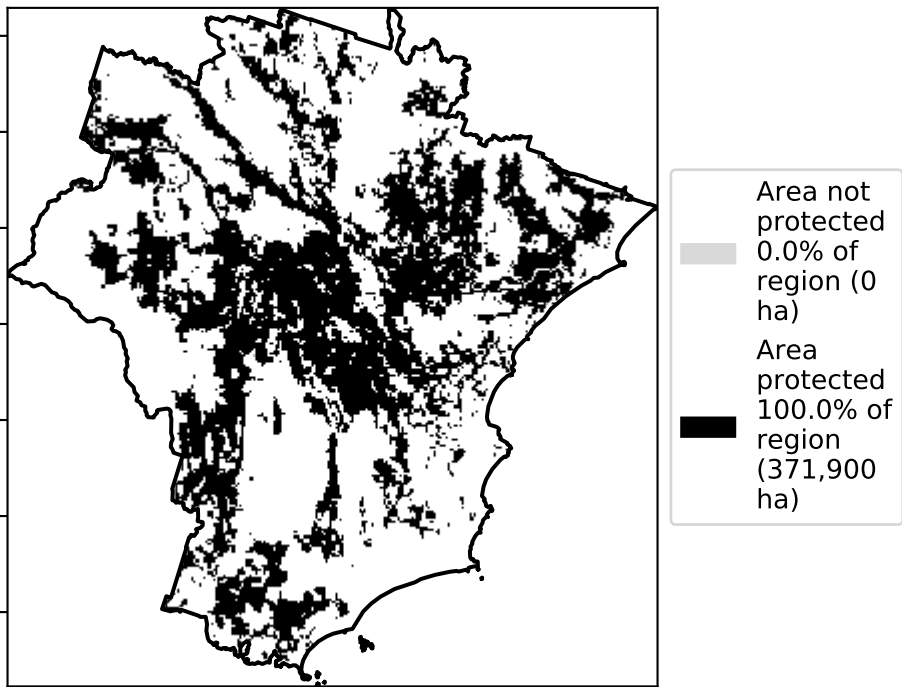 Area not
protected
0.0% of
region (0
ha)
Area
protected
100.0% of
region
(371,900
ha)